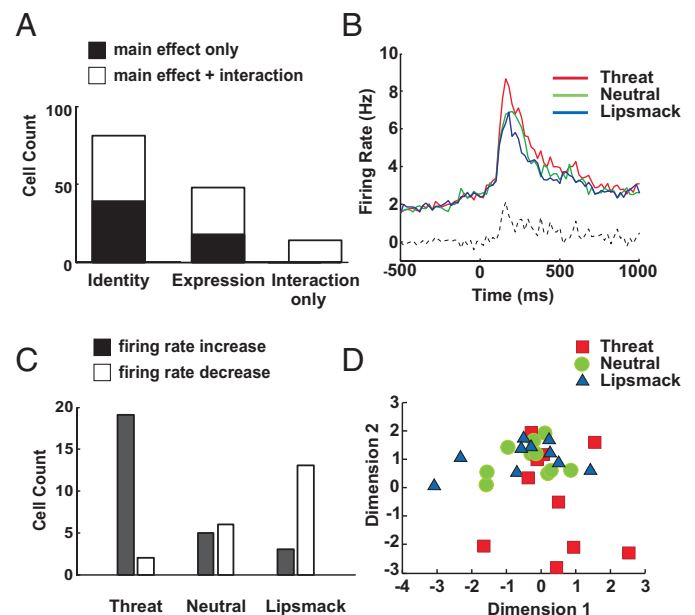 A
main effect only
main effect + interaction
100
50
0
Cell Count
Identity
Expression
Interaction
only
B
10
8
6
4
2
0
Firing Rate (Hz)
Threat
Neutral
Lipsmack
-500
0
500
1000
Time (ms)
C
firing rate increase
firing rate decrease
20
15
10
5
0
Cell Count
Threat
Neutral
Lipsmack
D
Threat
Neutral
Lipsmack
3
2
1
0
-1
-2
-3
Dimension 2
-4
-3
-2
-1
0
1
2
3
Dimension 1